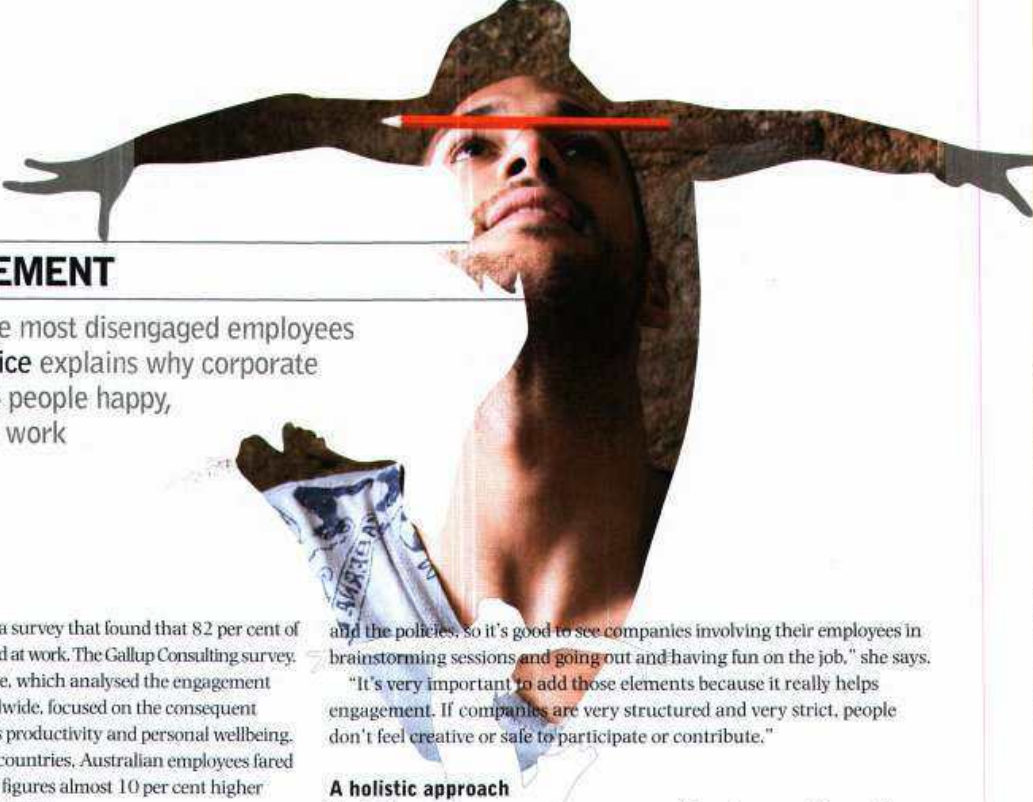 EMENT
e most disengaged employees
ice explains why corporate
people happy,
work
a survey that found that 82 per cent of
d at work. The Gallup Consulting survey.
e, which analysed the engagement
lwide, focused on the consequent
s productivity and personal wellbeing.
countries, Australian employees fared
figures almost 10 per cent higher
and the policies, so it's good to see companies involving their employees in
brainstorming sessions and going out and having fun on the job," she says.
"It's very important to add those elements because it really helps
engagement. If companies are very structured and very strict, people
don't feel creative or safe to participate or contribute."
A holistic approach